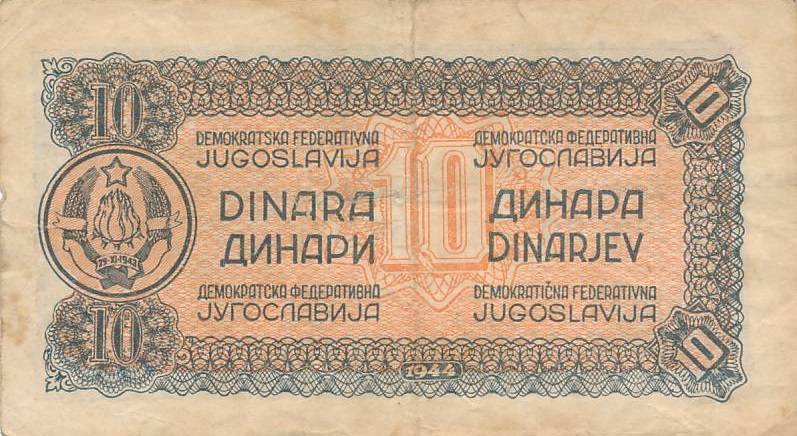 10
10
DEMOKRATSKA FEDERATIVNA
JUGOSLAVIJA
ДЕМОКРАТСКА ФЕДЕРАТИВНА
ЈУГОСЛАВИЈА
DINARA
ДИНАРИ
10
ДИНАРА
DINARJEV
29·XI·1943
ДЕМОКРАТСКА ФЕДЕРАТИВНА
ЈУГОСЛАВИЈА
DEMOKRATIČNA FEDERATIVNA
JUGOSLAVIJA
10
10
1944